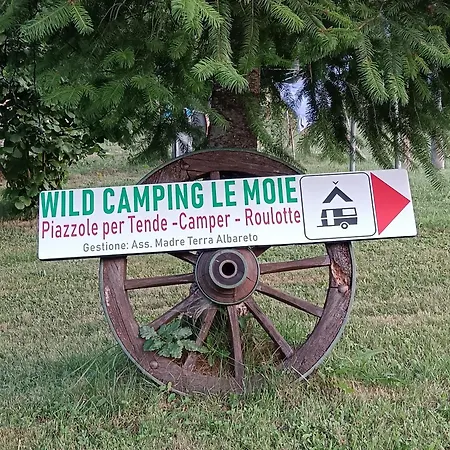 WILD CAMPING LE MOIE
Piazzole per Tende -Camper - Roulotte
Gestione: Ass. Madre Terra Albareto